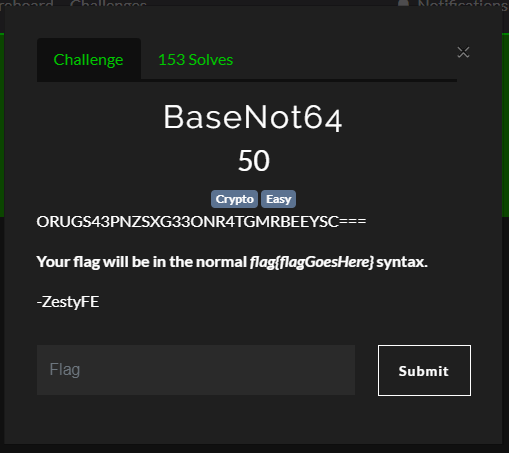 Challenges
Notifications
Challenge
153 Solves
BaseNot64
50
Crypto Easy
ORUGS43PNZSXG33ONR4TGMRBEEYSC===
Your flag will be in the normal flag{flagGoesHere} syntax.
-ZestyFE
Flag
Submit